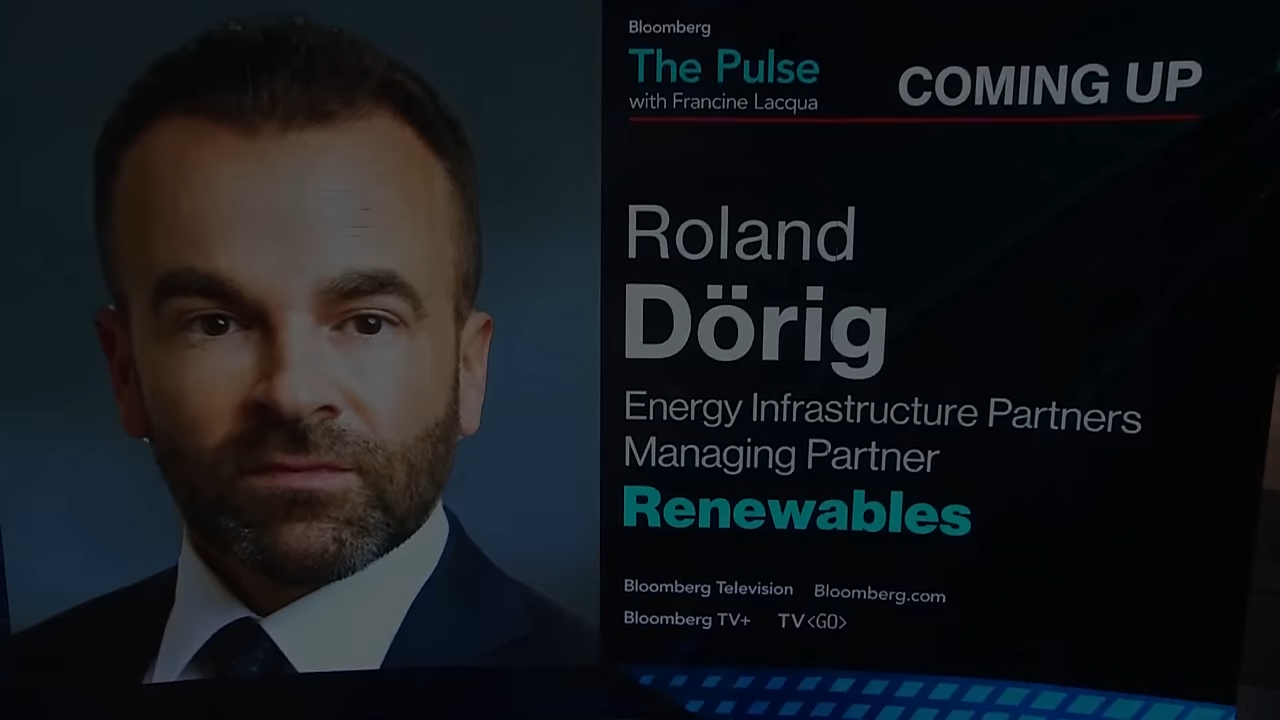 Bloomberg
The Pulse
with Francine Lacqua
COMING UP
Roland
Dörig
Energy Infrastructure Partners
Managing Partner
Renewables
Bloomberg Television Bloomberg.com
Bloomberg TV+ TV<GO>